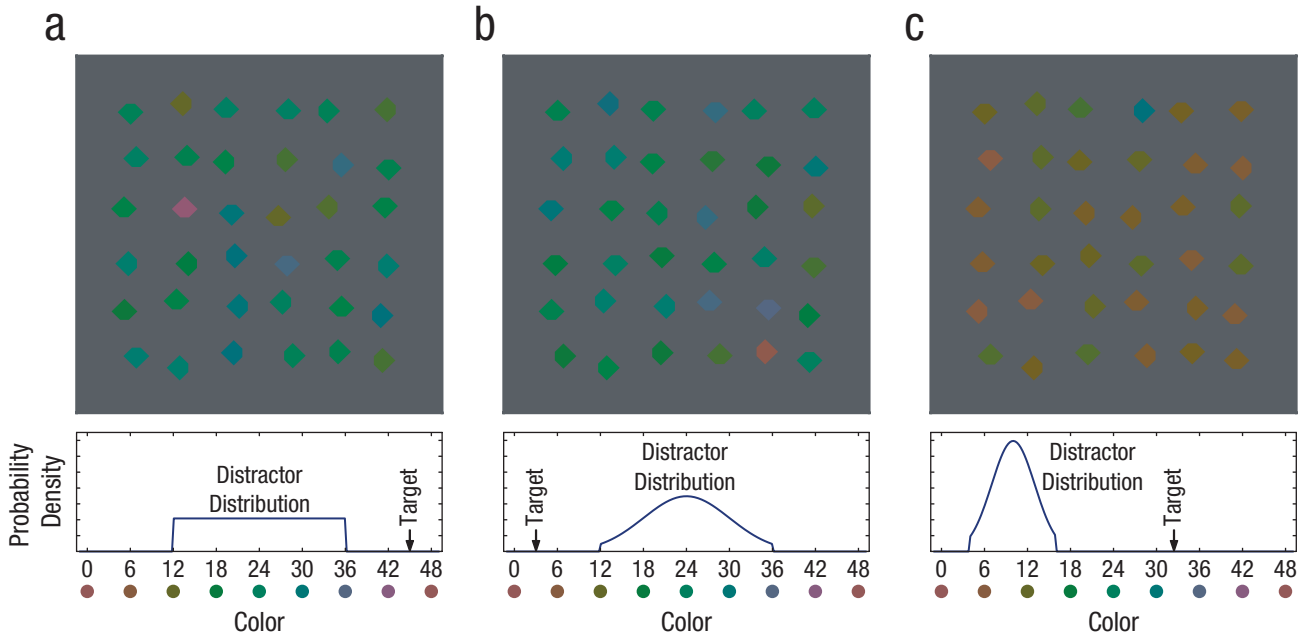 a
b
c
Probability
Density
Distractor
Distribution
Target
0 6 12 18 24 30 36 42 48
Color
Target
Distractor
Distribution
0 6 12 18 24 30 36 42 48
Color
Distractor
Distribution
Target
0 6 12 18 24 30 36 42 48
Color